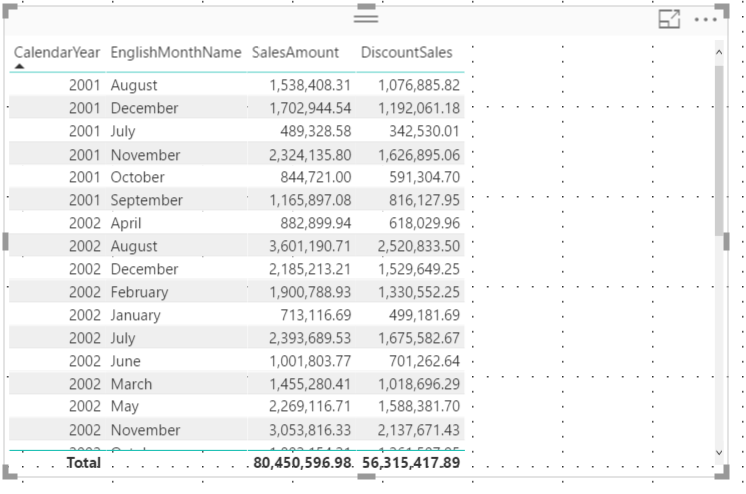 CalendarYear EnglishMonthName SalesAmount DiscountSales
2001 August 1,538,408.31 1,076,885.82
2001 December 1,702,944.54 1,192,061.18
2001 July 489,328.58 342,530.01
2001 November 2,324,135.80 1,626,895.06
2001 October 844,721.00 591,304.70
2001 September 1,165,897.08 816,127.95
2002 April 882,899.94 618,029.96
2002 August 3,601,190.71 2,520,833.50
2002 December 2,185,213.21 1,529,649.25
2002 February 1,900,788.93 1,330,552.25
2002 January 713,116.69 499,181.69
2002 July 2,393,689.53 1,675,582.67
2002 June 1,001,803.77 701,262.64
2002 March 1,455,280.41 1,018,696.29
2002 May 2,269,116.71 1,588,381.70
2002 November 3,053,816.33 2,137,671.43
Total 80,450,596.98 56,315,417.89